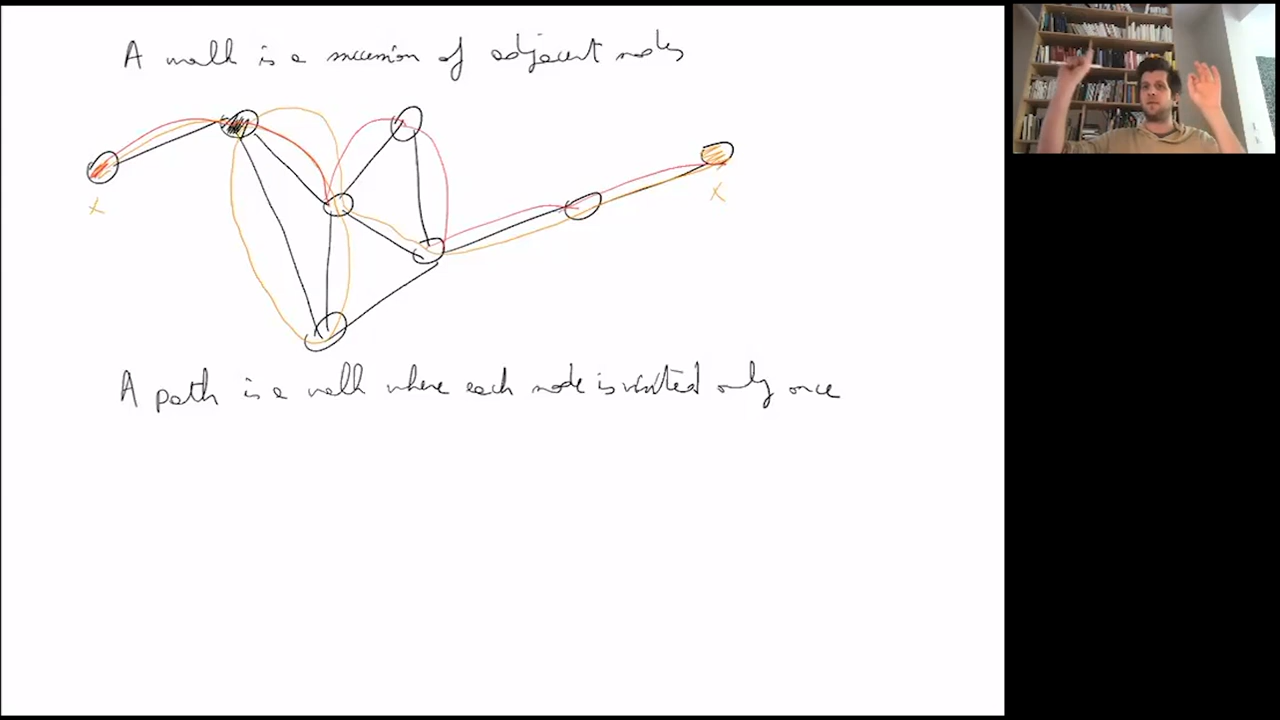 A walk is a succession of adjacent nodes
x
x
A path is a walk where each node is visited only once